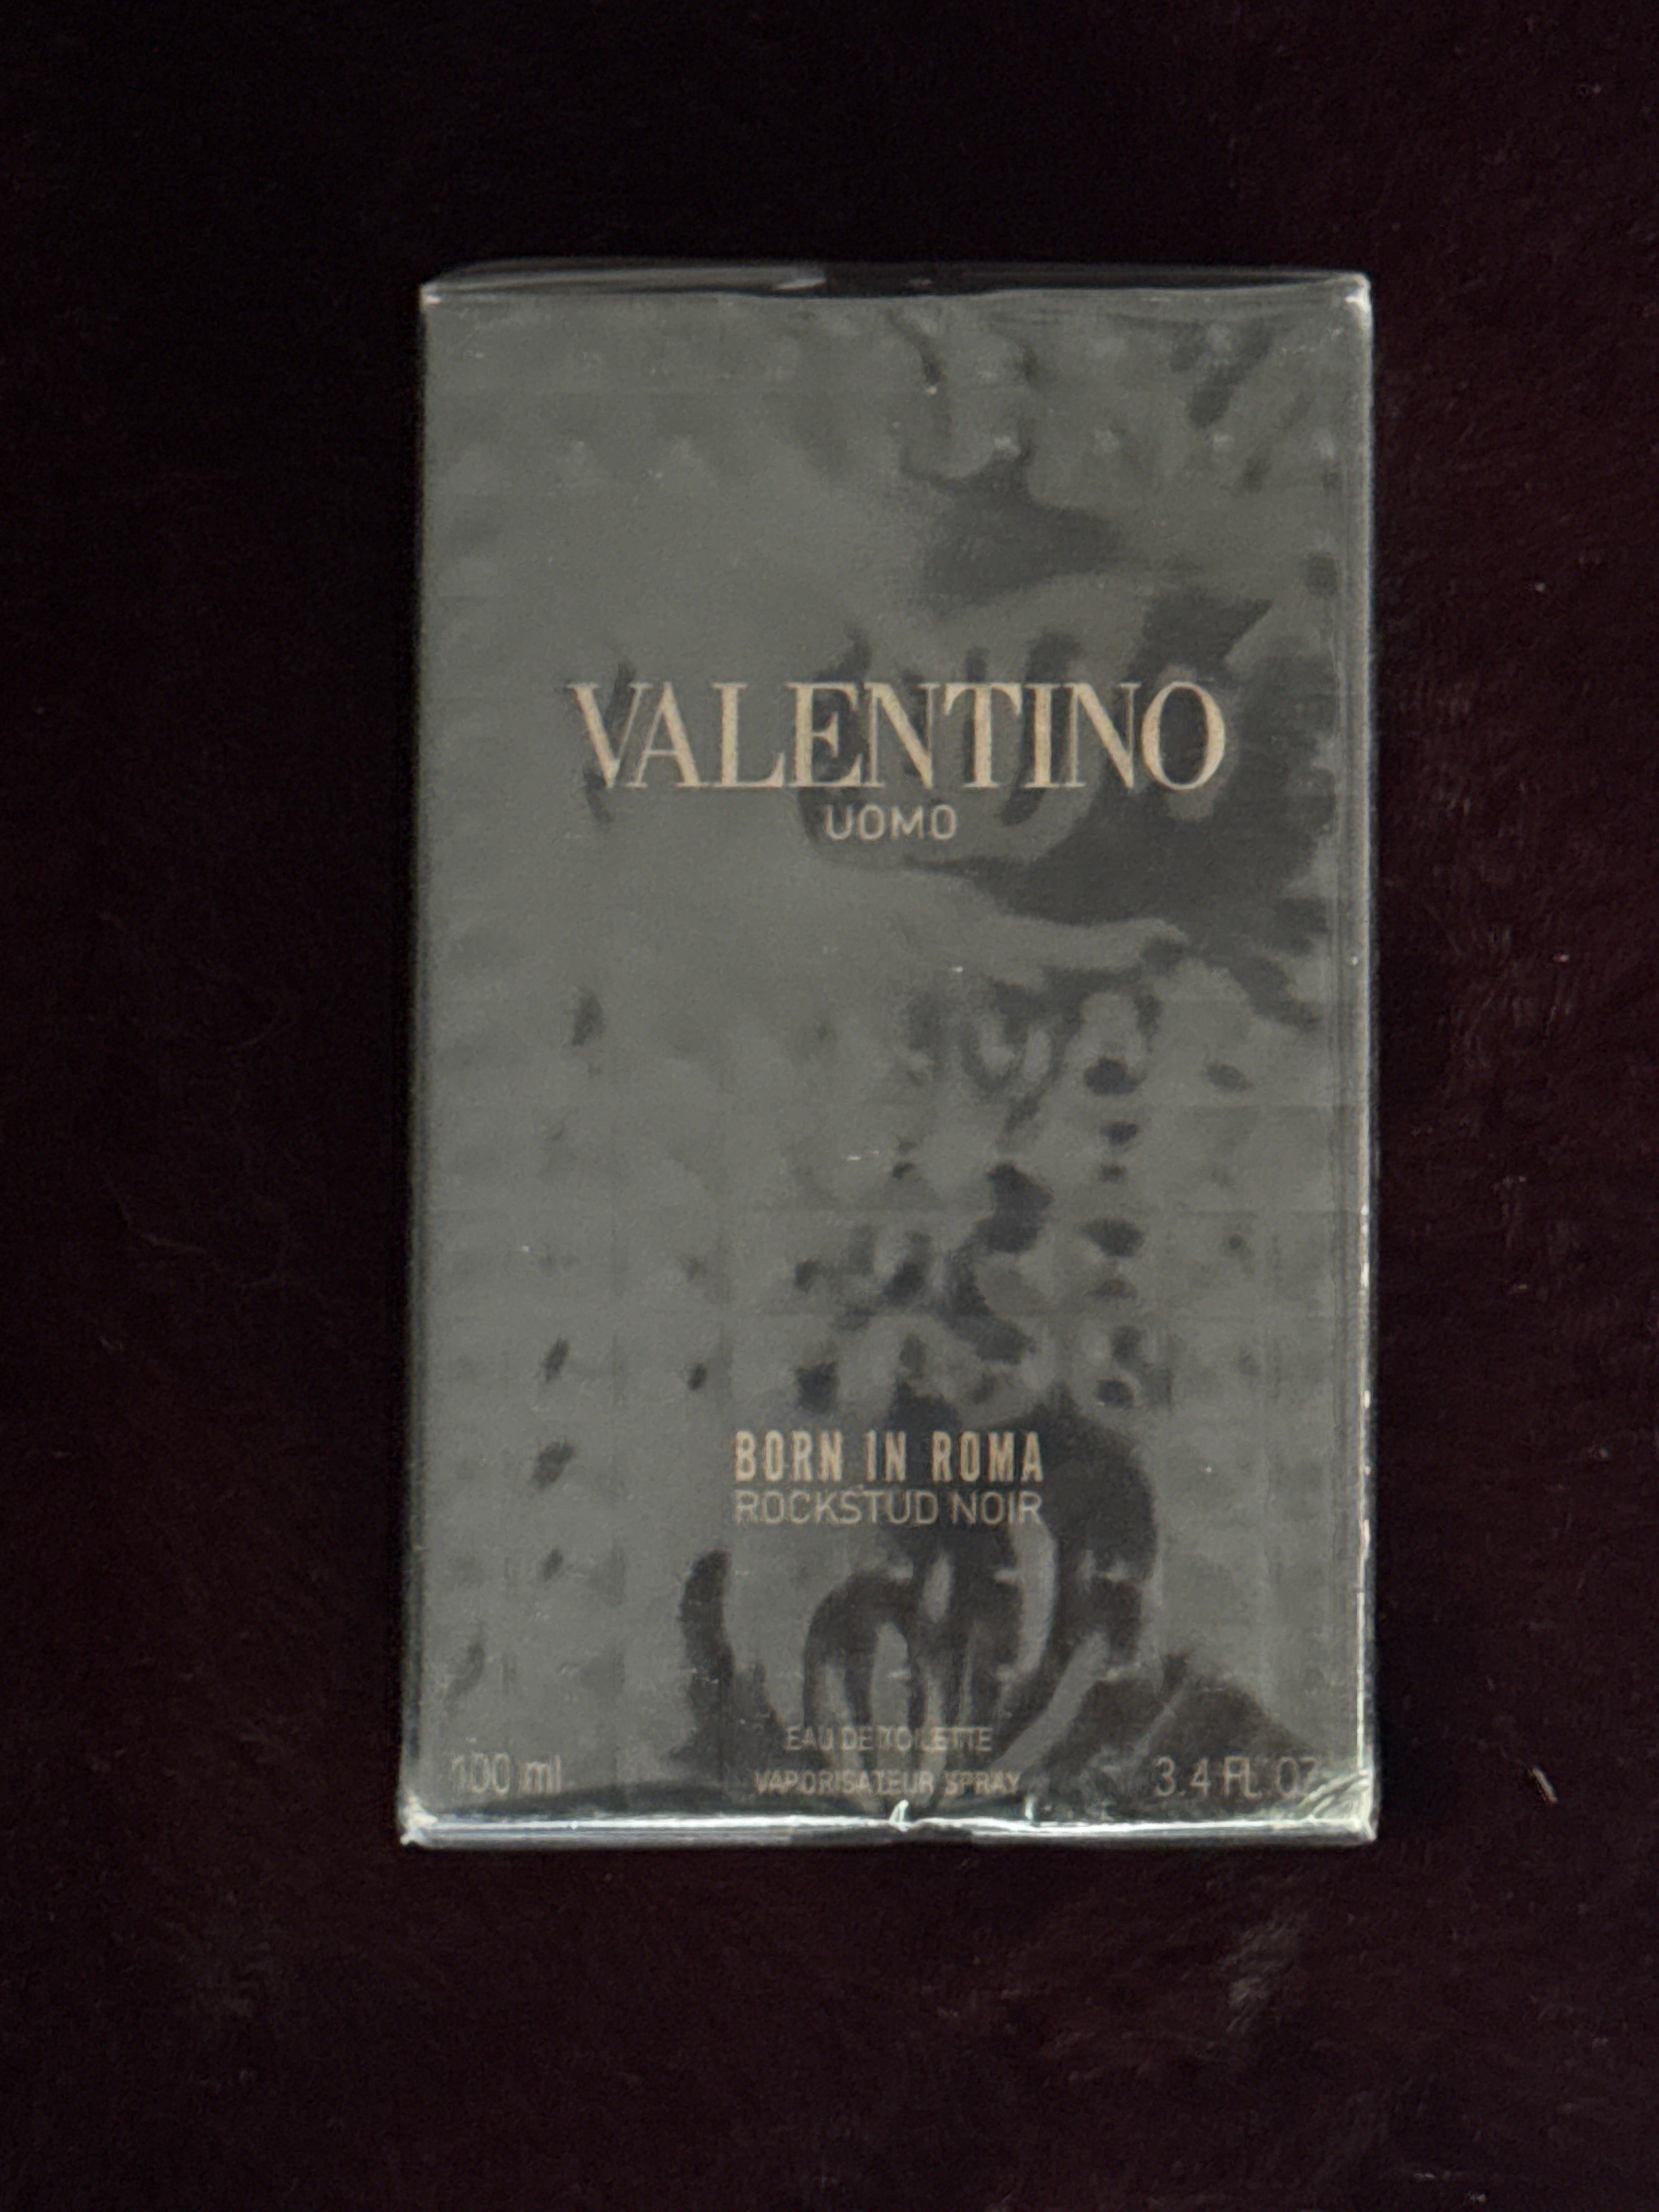 VALENTINO
UOMO
BORN IN ROMA
ROCKSTUD NOIR
EAU DE TOILETTE
100 ml VAPORISATEUR SPRAY 3.4 FL.OZ